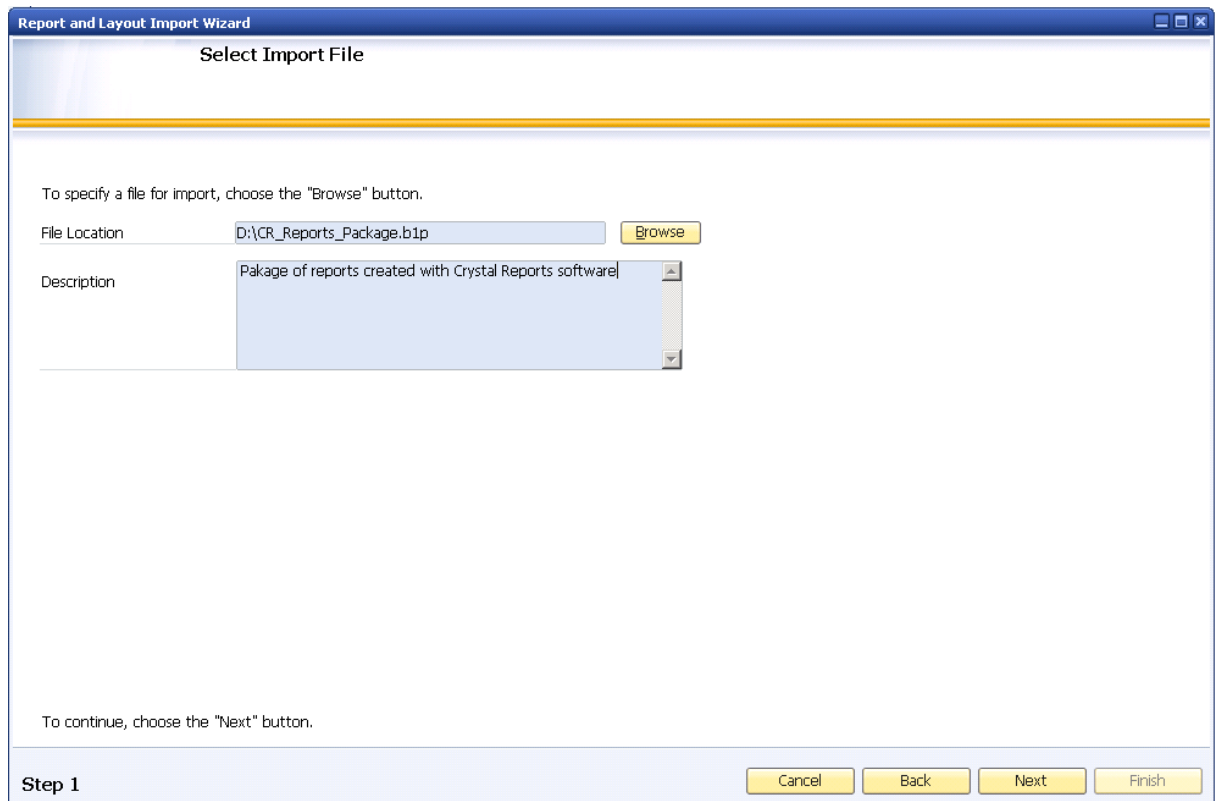 Report and Layout Import Wizard
Select Import File
To specify a file for import, choose the "Browse" button.
File Location D:\CR_Reports_Package.b1p Browse
Description Pakage of reports created with Crystal Reports software
To continue, choose the "Next" button.
Step 1 Cancel Back Next Finish